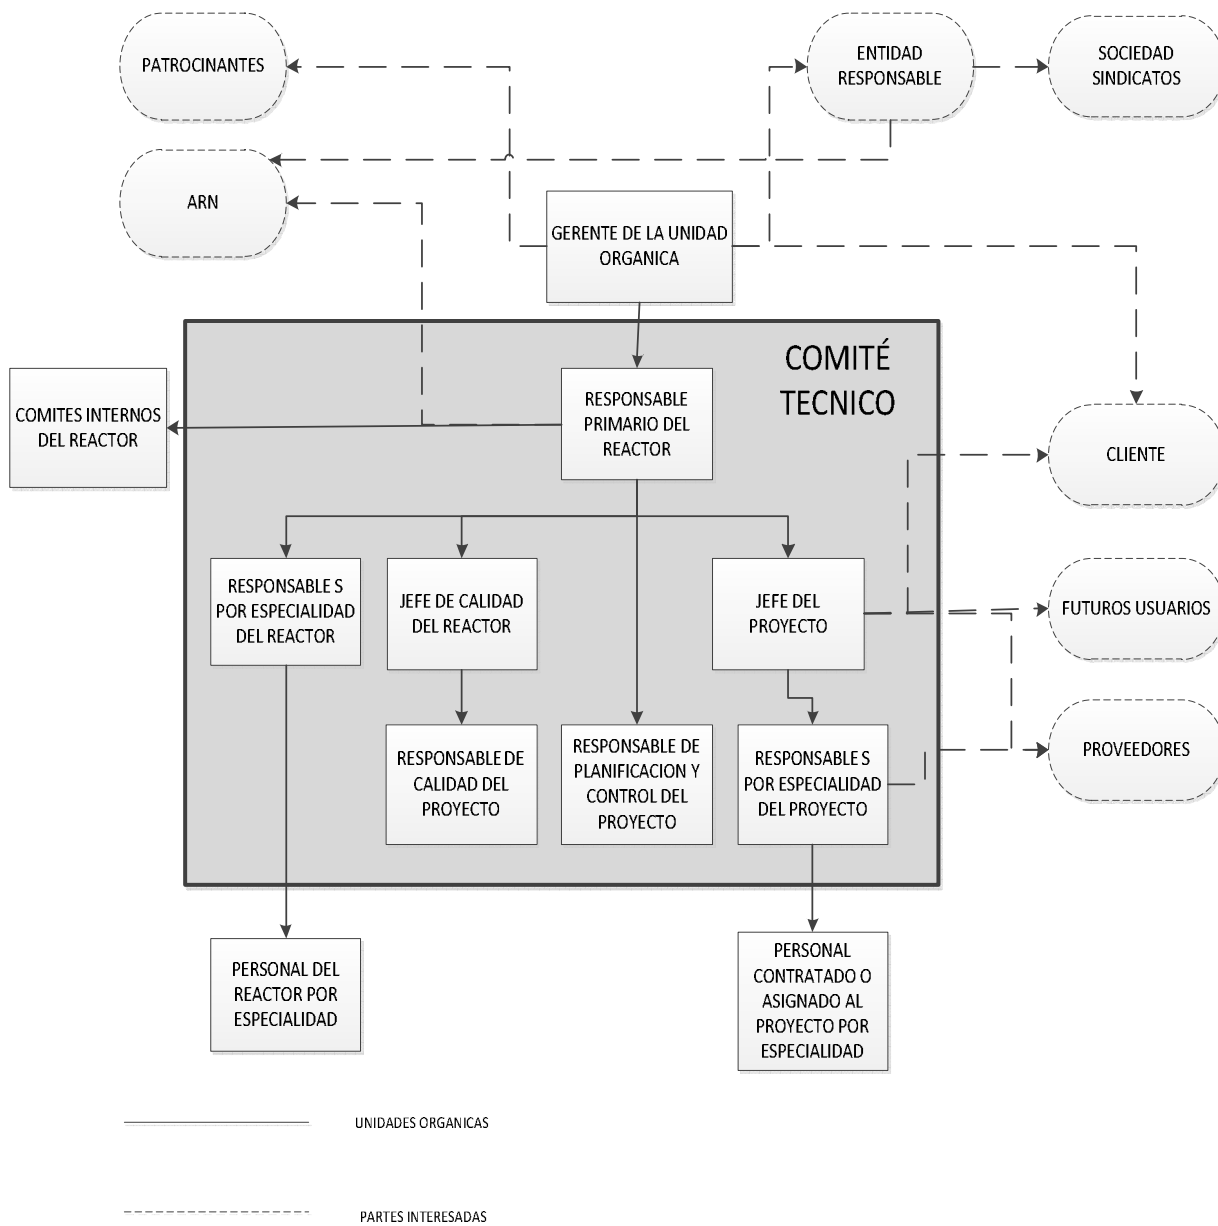 PATROCINANTES
ENTIDAD
RESPONSABLE
SOCIEDAD
SINDICATOS
ARN
GERENTE DE LA UNIDAD
ORGANICA
COMITÉ
TECNICO
COMITES INTERNOS
DEL REACTOR
RESPONSABLE
PRIMARIO DEL
REACTOR
CLIENTE
RESPONSABLE S
POR ESPECIALIDAD
DEL REACTOR
JEFE DE CALIDAD
DEL REACTOR
JEFE DEL
PROYECTO
FUTUROS USUARIOS
RESPONSABLE DE
CALIDAD DEL
PROYECTO
RESPONSABLE DE
PLANIFICACION Y
CONTROL DEL
PROYECTO
RESPONSABLE S
POR ESPECIALIDAD
DEL PROYECTO
PROVEEDORES
PERSONAL DEL
REACTOR POR
ESPECIALIDAD
PERSONAL
CONTRATADO O
ASIGNADO AL
PROYECTO POR
ESPECIALIDAD
UNIDADES ORGANICAS
PARTES INTERESADAS